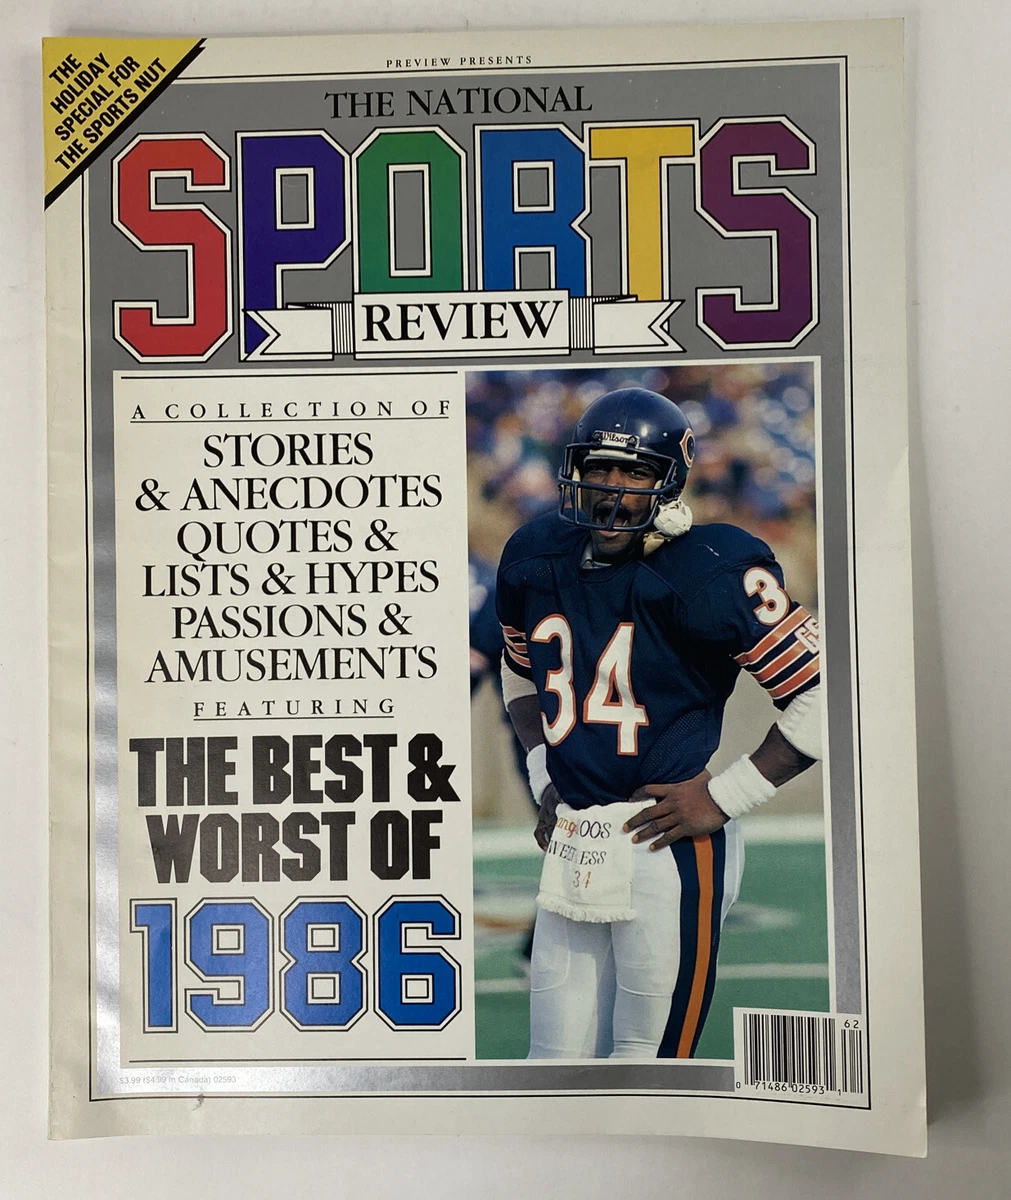 THE
HOLIDAY
SPECIAL FOR
THE SPORTS NUT
PREVIEW PRESENTS
THE NATIONAL
SPORTS
REVIEW
A COLLECTION OF
STORIES
& ANECDOTES
QUOTES &
LISTS & HYPES
PASSIONS &
AMUSEMENTS
FEATURING
THE BEST &
WORST OF
1986
Wilson
34
34
ROOS
34
$3.99 ($4.99 in Canada) 02593
62
0 71486 02593 1